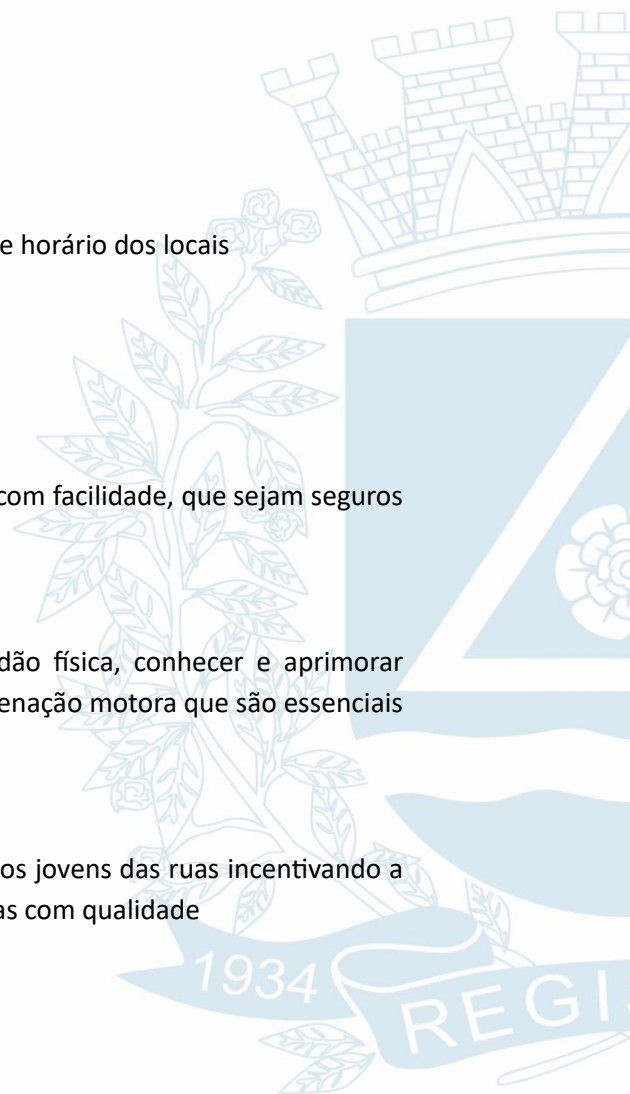 e horário dos locais
com facilidade, que sejam seguros
dão física, conhecer e aprimorar
enação motora que são essenciais
os jovens das ruas incentivando a
as com qualidade
1934
REGI